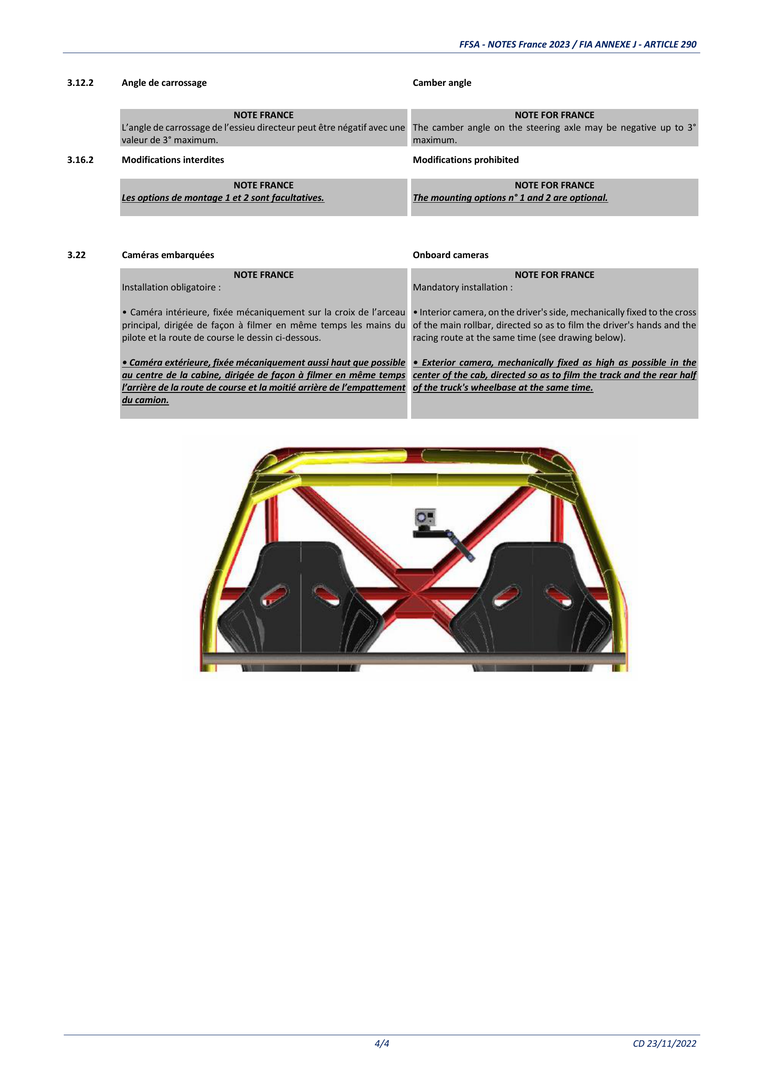 FFSA - NOTES France 2023 / FIA ANNEXE J - ARTICLE 290
3.12.2 Angle de carrossage Camber angle
NOTE FRANCE
L'angle de carrossage de l'essieu directeur peut être négatif avec une
valeur de 3° maximum.
NOTE FOR FRANCE
The camber angle on the steering axle may be negative up to 3°
maximum.
3.16.2 Modifications interdites Modifications prohibited
NOTE FRANCE
Les options de montage 1 et 2 sont facultatives.
NOTE FOR FRANCE
The mounting options n° 1 and 2 are optional.
3.22 Caméras embarquées Onboard cameras
NOTE FRANCE
Installation obligatoire :
• Caméra intérieure, fixée mécaniquement sur la croix de l'arceau
principal, dirigée de façon à filmer en même temps les mains du
pilote et la route de course le dessin ci-dessous.
• Caméra extérieure, fixée mécaniquement aussi haut que possible
au centre de la cabine, dirigée de façon à filmer en même temps
l'arrière de la route de course et la moitié arrière de l'empattement
du camion.
NOTE FOR FRANCE
Mandatory installation :
• Interior camera, on the driver's side, mechanically fixed to the cross
of the main rollbar, directed so as to film the driver's hands and the
racing route at the same time (see drawing below).
• Exterior camera, mechanically fixed as high as possible in the
center of the cab, directed so as to film the track and the rear half
of the truck's wheelbase at the same time.
4/4
CD 23/11/2022